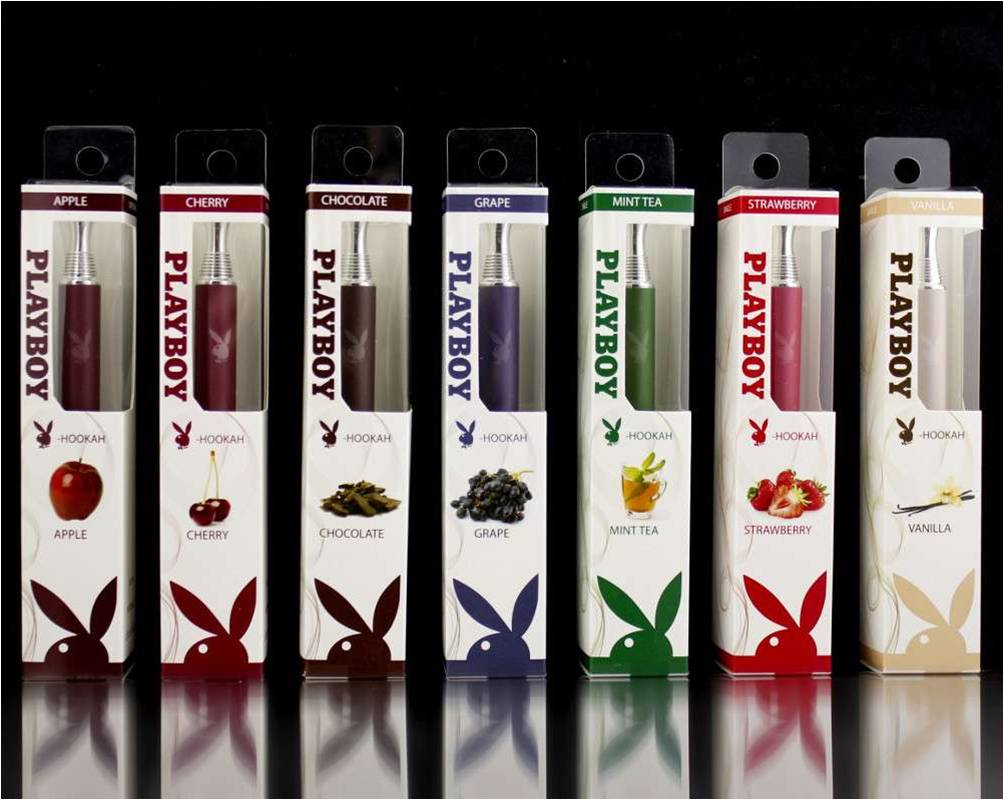 APPLE
PLAYBOY
-HOOKAH
APPLE
CHERRY
PLAYBOY
-HOOKAH
CHERRY
CHOCOLATE
PLAYBOY
-HOOKAH
CHOCOLATE
GRAPE
PLAYBOY
-HOOKAH
GRAPE
MINT TEA
PLAYBOY
-HOOKAH
MINT TEA
STRAWBERRY
PLAYBOY
-HOOKAH
STRAWBERRY
VANILLA
PLAYBOY
-HOOKAH
VANILLA